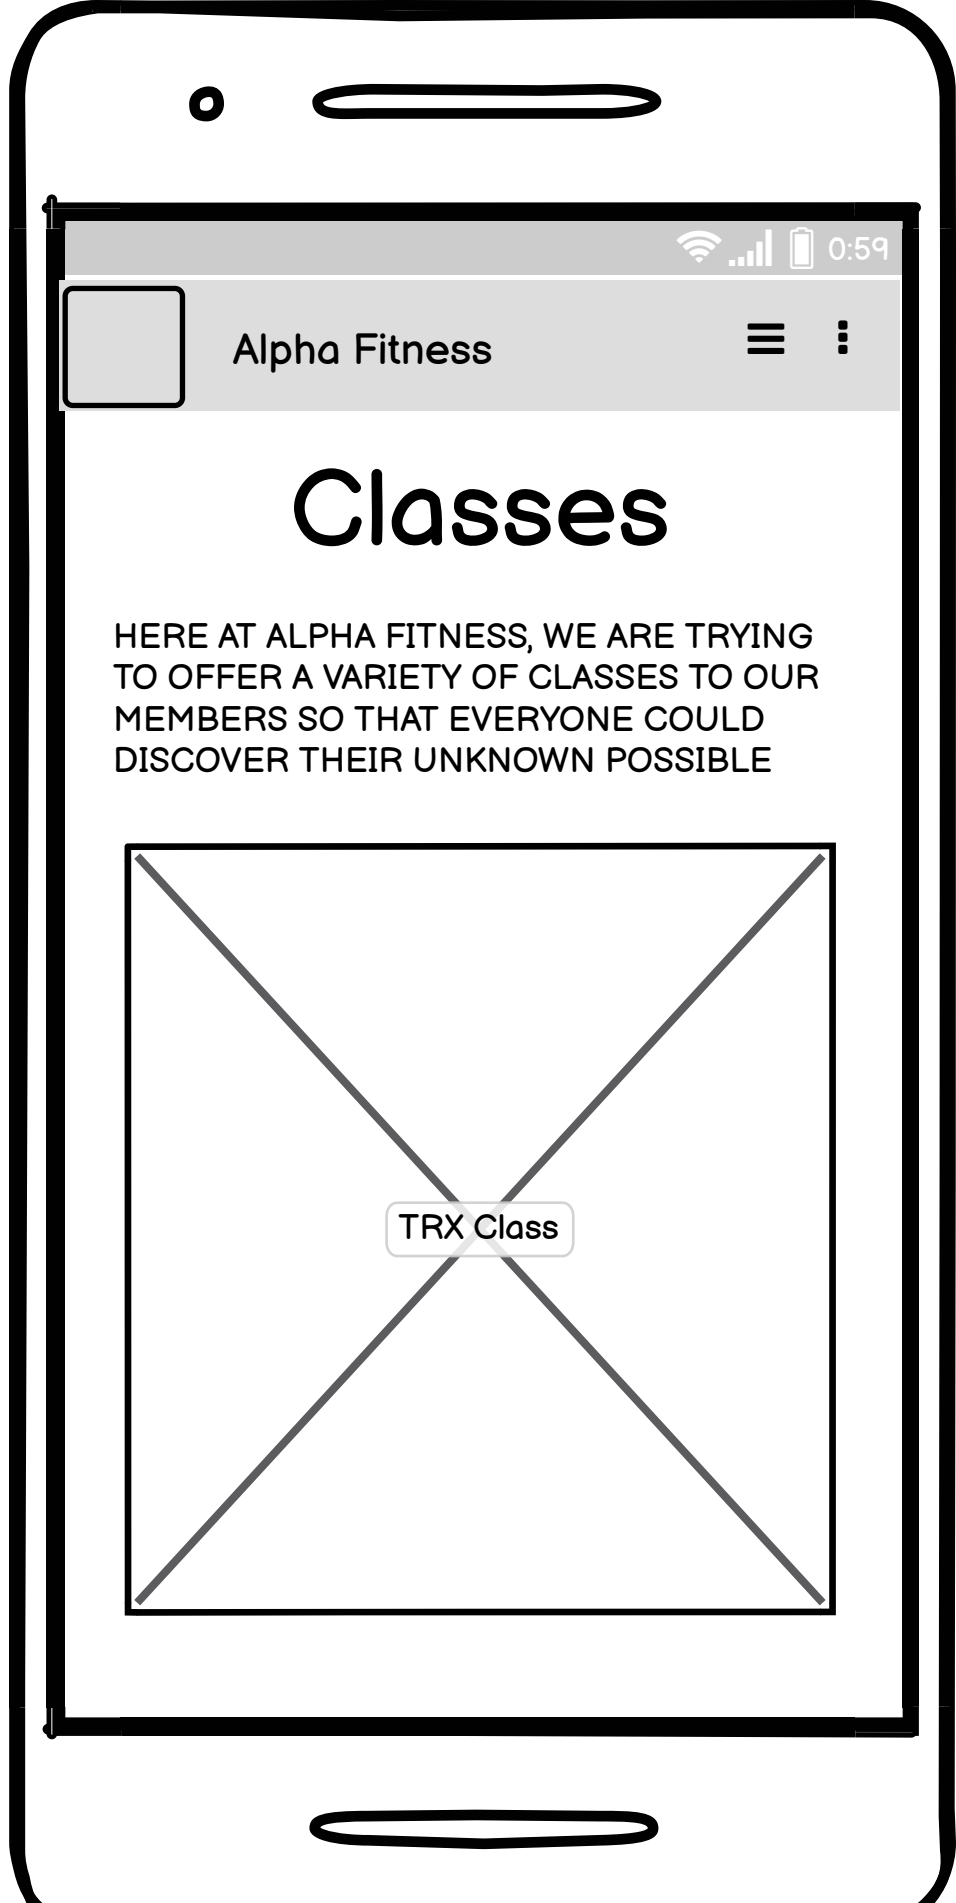 0:59
Alpha Fitness
Classes
HERE AT ALPHA FITNESS, WE ARE TRYING
TO OFFER A VARIETY OF CLASSES TO OUR
MEMBERS SO THAT EVERYONE COULD
DISCOVER THEIR UNKNOWN POSSIBLE
TRX Class